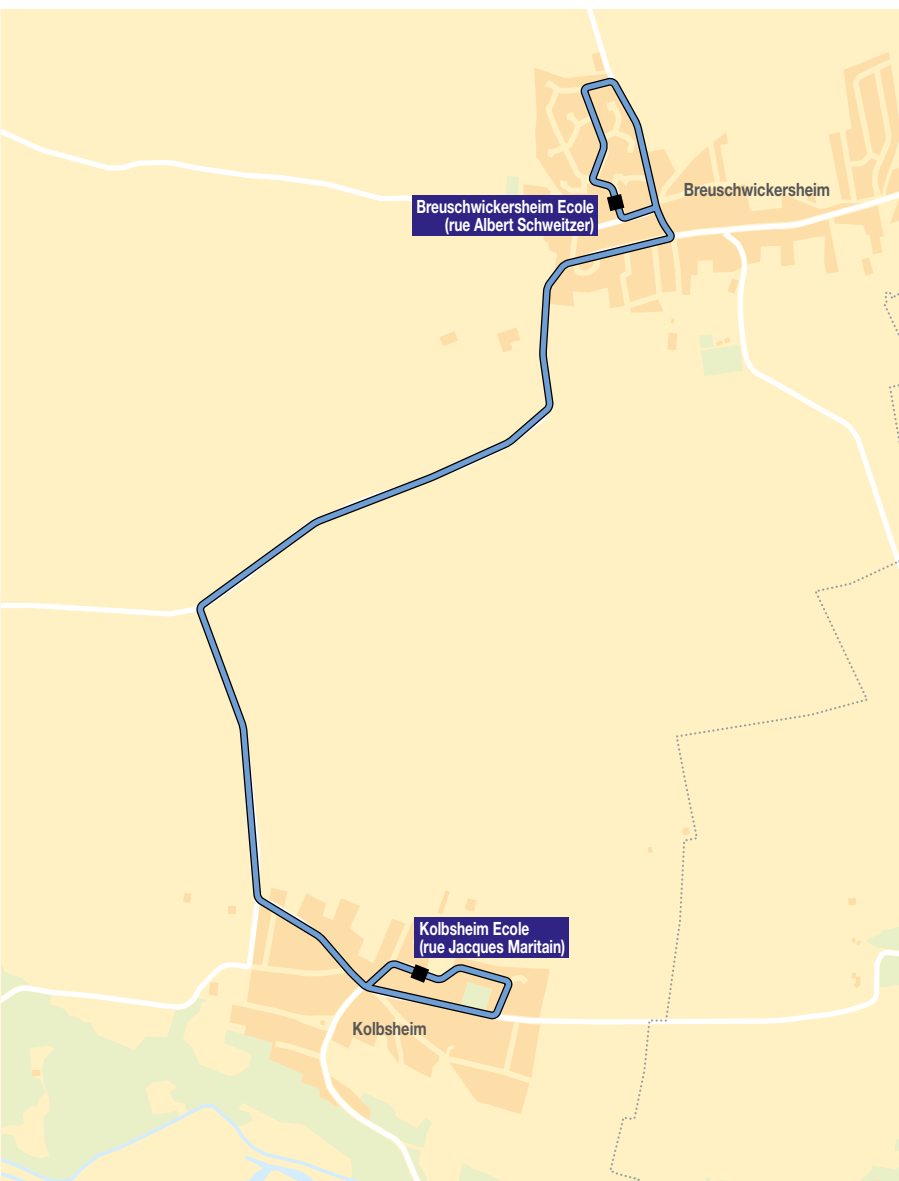 Breuschwickersheim
Breuschwickersheim Ecole
(rue Albert Schweitzer)
Kolbsheim Ecole
(rue Jacques Maritain)
Kolbsheim